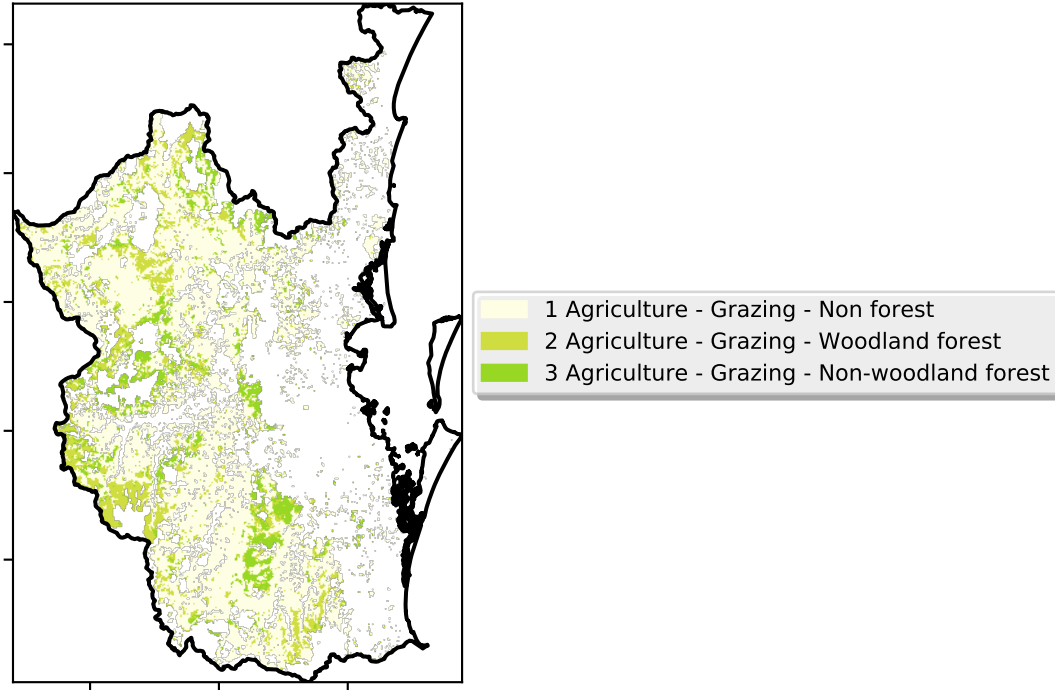 1 Agriculture - Grazing - Non forest
2 Agriculture - Grazing - Woodland forest
3 Agriculture - Grazing - Non-woodland forest